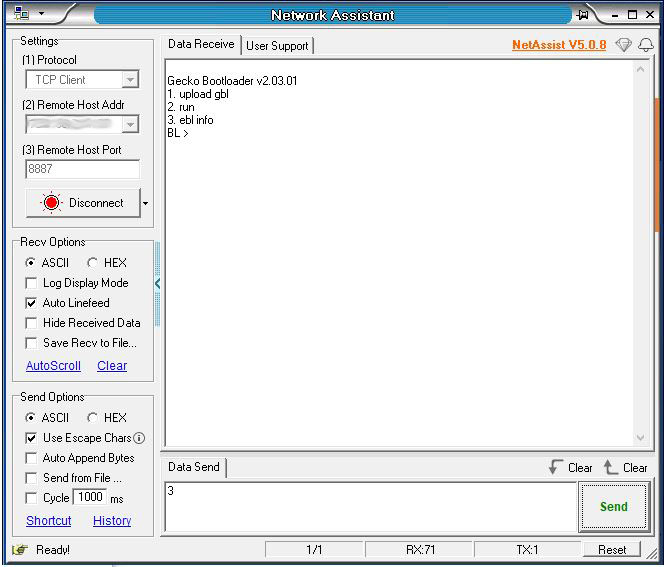 Network Assistant
Settings
(1) Protocol
TCP Client
(2) Remote Host Addr
(3) Remote Host Port
8887
Disconnect
Recv Options
ASCII HEX
Log Display Mode
Auto Linefeed
Hide Received Data
Save Recv to File...
AutoScroll Clear
Send Options
ASCII HEX
Use Escape Chars
Auto Append Bytes
Send from File ...
Cycle 1000 ms
Shortcut History
Data Receive User Support NetAssist V5.0.8
Gecko Bootloader v2.03.01
1. upload gbl
2. run
3. ebl info
BL >
Data Send Clear Clear
3
Send
Ready! 1/1 RX:71 TX:1 Reset